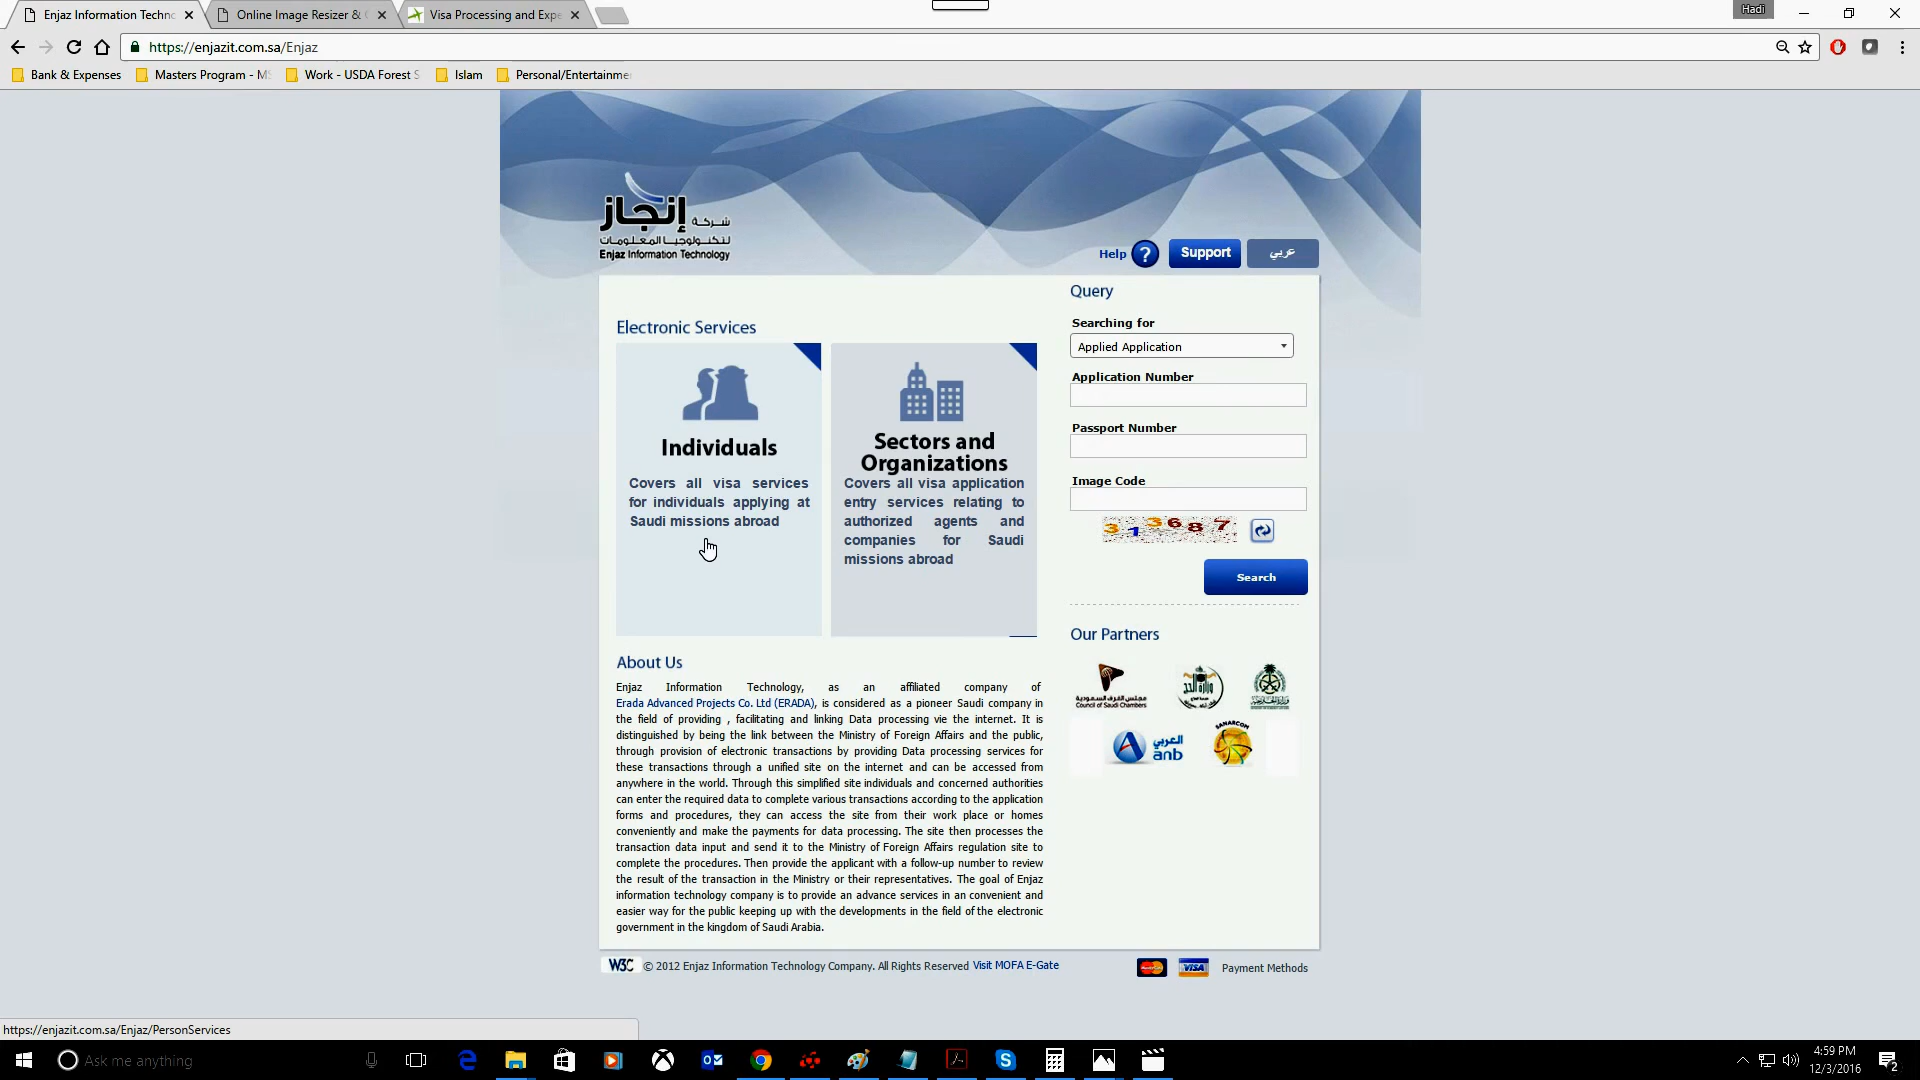 Enjaz Information Techno
Online Image Resizer &
Visa Processing and Expe
Hadi
https://enjazit.com.sa/Enjaz
Bank & Expenses
Masters Program - MS
Work - USDA Forest S
Islam
Personal/Entertainme
شركة إنجاز
لتكنولوجيا المعلومات
Enjaz Information Technology
Help
?
Support
عربي
Electronic Services
Individuals
Covers all visa services
for individuals applying at
Saudi missions abroad
Sectors and
Organizations
Covers all visa application
entry services relating to
authorized agents and
companies for Saudi
missions abroad
Query
Searching for
Applied Application
Application Number
Passport Number
Image Code
313687
Search
Our Partners
مجلس الغرف السعودية
Council of Saudi Chambers
وزارة الحج
العربي
anb
SAMARCOM
About Us
Enjaz Information Technology, as an affiliated company of
Erada Advanced Projects Co. Ltd (ERADA), is considered as a pioneer Saudi company in
the field of providing , facilitating and linking Data processing vie the internet. It is
distinguished by being the link between the Ministry of Foreign Affairs and the public,
through provision of electronic transactions by providing Data processing services for
these transactions through a unified site on the internet and can be accessed from
anywhere in the world. Through this simplified site individuals and concerned authorities
can enter the required data to complete various transactions according to the application
forms and procedures, they can access the site from their work place or homes
conveniently and make the payments for data processing. The site then processes the
transaction data input and send it to the Ministry of Foreign Affairs regulation site to
complete the procedures. Then provide the applicant with a follow-up number to review
the result of the transaction in the Ministry or their representatives. The goal of Enjaz
information technology company is to provide an advance services in an convenient and
easier way for the public keeping up with the developments in the field of the electronic
government in the kingdom of Saudi Arabia.
W3C © 2012 Enjaz Information Technology Company. All Rights Reserved Visit MOFA E-Gate
VISA
Payment Methods
https://enjazit.com.sa/Enjaz/PersonServices
Ask me anything
4:59 PM
12/3/2016
2